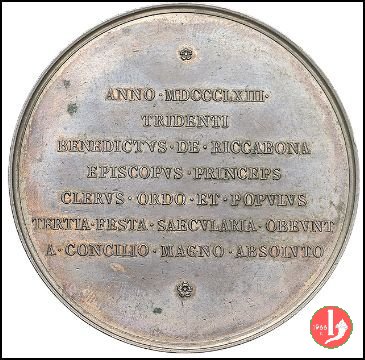 ANNO·MDCCCLXIII·
TRIDENTI
BENEDICTVS·DE·RICCABONA
EPISCOPVS·PRINCEPS
CLERVS·ORDO·ET·POPVLVS
TERTIA·FESTA·SAECVLARIA·OBEVNT
A·CONCILIO·MAGNO·ABSOLVTO
1966